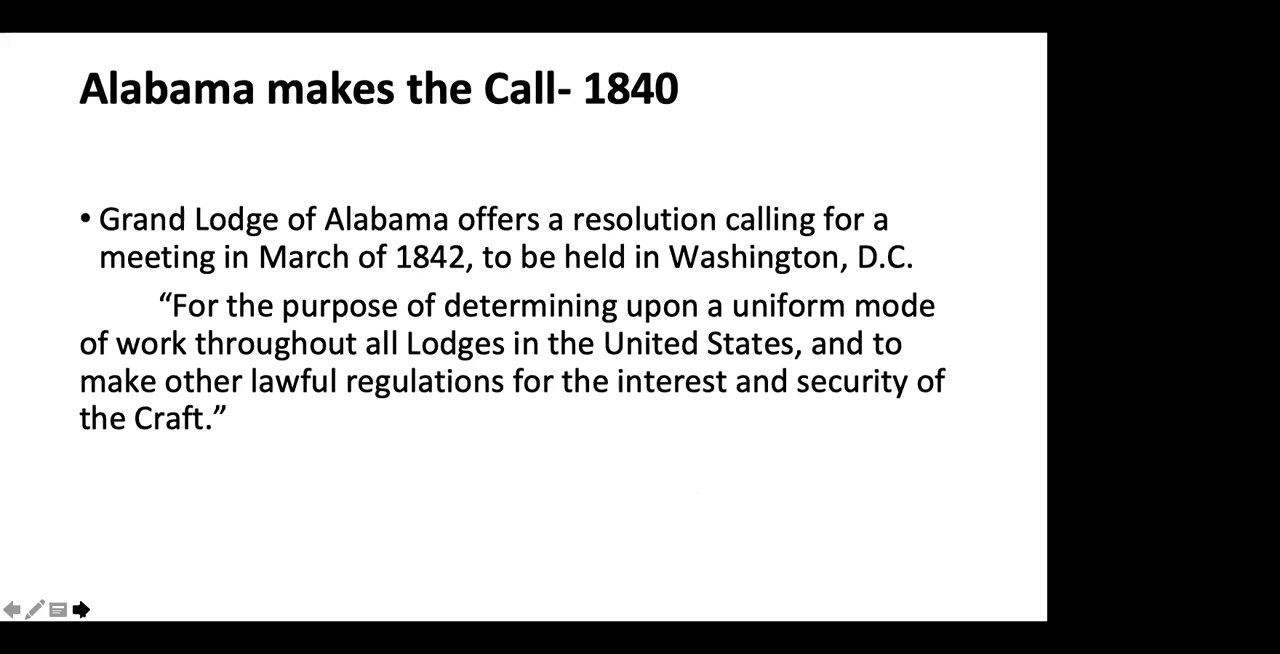 Alabama makes the Call- 1840
• Grand Lodge of Alabama offers a resolution calling for a
meeting in March of 1842, to be held in Washington, D.C.
“For the purpose of determining upon a uniform mode
of work throughout all Lodges in the United States, and to
make other lawful regulations for the interest and security of
the Craft.”